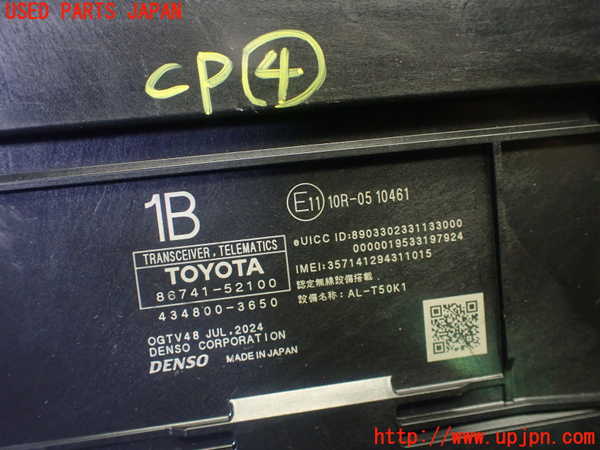 USED PARTS JAPAN
CP④
1B
E11 10R-05 10461
TRANSCEIVER, TELEMATICS
TOYOTA
86741-52100
434800-3650
eUICC ID:8903302331133000
0000019533197924
IMEI:357141294311015
認定無線設備搭載
設備名称: AL-T50K1
OGTV48 JUL,2024
DENSO CORPORATION
DENSO MADE IN JAPAN
http://www.upjpn.com